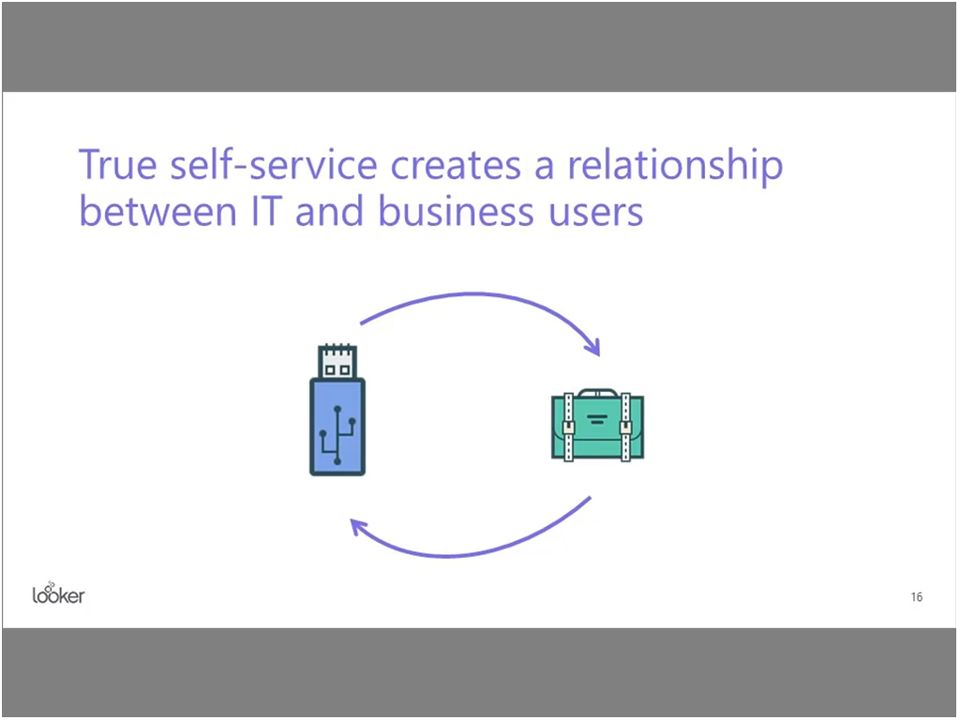 True self-service creates a relationship
between IT and business users
looker
16